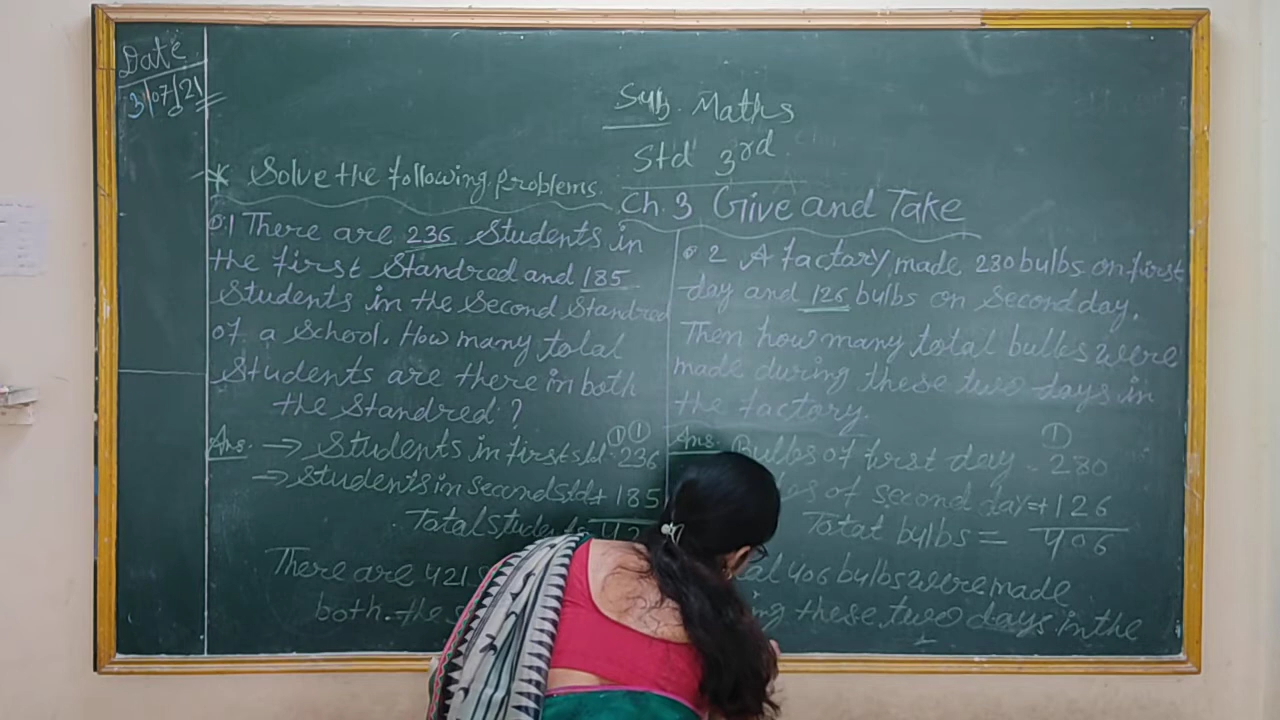 Date
3/07/21
Sub. Maths
Std 3rd
* Solve the following problems.
Ch. 3 Give and Take
Q.1 There are 236 Students in
the first Standred and 185
Students in the Second Standred
of a School. How many total
Students are there in both
the Standred ?
Ans. → Students in first std. 236
→ Students in Second Std + 185
Total Students
There are 421
both the
Q 2 A factory made 280 bulbs on first
day and 126 bulbs on Second day.
Then how many total bulbs were
made during these two days in
the factory.
1 1
1
Ans. Bulbs of first day - 280
of second day = + 126
Total bulbs = 406
406 bulbs were made
these two days in the